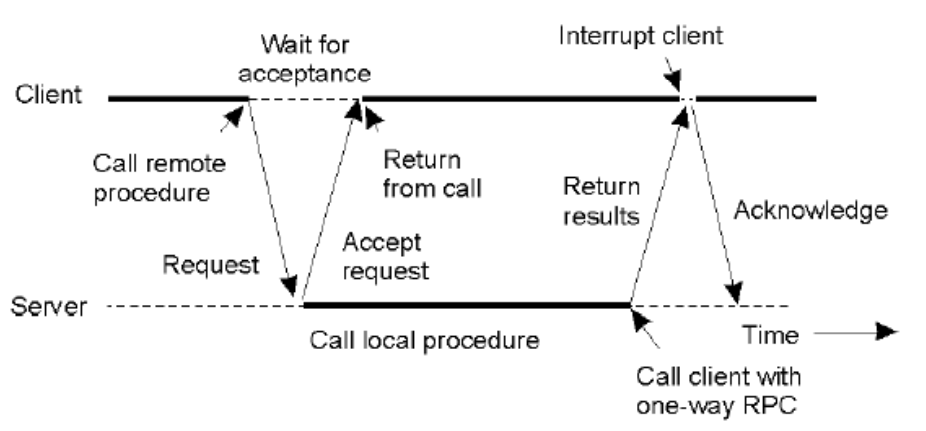 Interrupt client
Wait for
acceptance
Client
Call remote
procedure
Return
from call
Return
results
Acknowledge
Request
Accept
request
Server
Call local procedure
Time
Call client with
one-way RPC